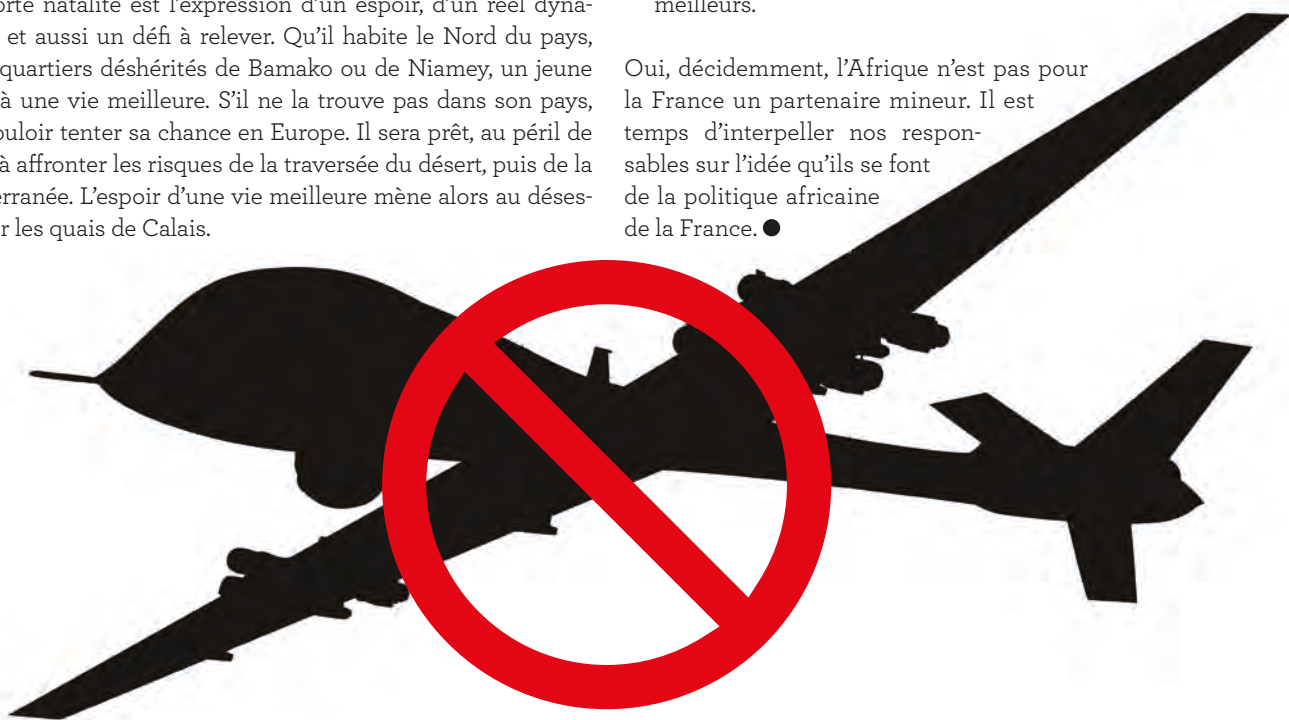 orte natalité est l'expression d'un espoir, d'un réel dyna-
et aussi un défi à relever. Qu'il habite le Nord du pays,
quartiers déshérités de Bamako ou de Niamey, un jeune
à une vie meilleure. S'il ne la trouve pas dans son pays,
ouloir tenter sa chance en Europe. Il sera prêt, au péril de
à affronter les risques de la traversée du désert, puis de la
erranée. L'espoir d'une vie meilleure mène alors au déses-
r les quais de Calais.
meilleurs.
Oui, décidemment, l'Afrique n'est pas pour
la France un partenaire mineur. Il est
temps d'interpeller nos respon-
sables sur l'idée qu'ils se font
de la politique africaine
de la France.